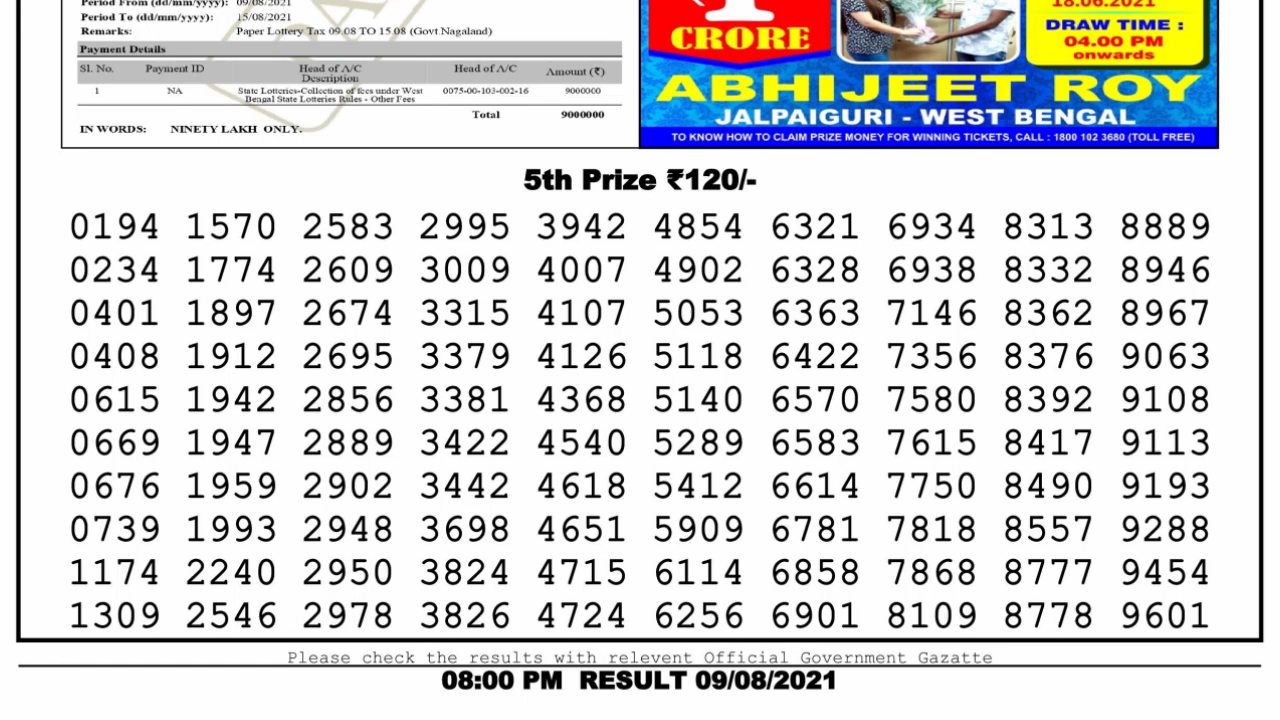 Period From (dd/mm/yyyy): 09/08/2021
Period To (dd/mm/yyyy): 15/08/2021
Remarks: Paper Lottery Tax 09.08 TO 15.08 (Govt Nagaland)
Payment Details
Sl. No. Payment ID Head of A/C Description Head of A/C Amount (₹)
1 NA State Lotteries-Collection of fees under West Bengal State Lotteries Rules - Other Fees 0075-00-103-002-16 9000000
Total 9000000
IN WORDS: NINETY LAKH ONLY.
1 CRORE
18.06.2021
DRAW TIME :
04.00 PM
onwards
ABHIJEET ROY
JALPAIGURI - WEST BENGAL
TO KNOW HOW TO CLAIM PRIZE MONEY FOR WINNING TICKETS, CALL : 1800 102 3680 (TOLL FREE)
5th Prize ₹120/-
0194 1570 2583 2995 3942 4854 6321 6934 8313 8889
0234 1774 2609 3009 4007 4902 6328 6938 8332 8946
0401 1897 2674 3315 4107 5053 6363 7146 8362 8967
0408 1912 2695 3379 4126 5118 6422 7356 8376 9063
0615 1942 2856 3381 4368 5140 6570 7580 8392 9108
0669 1947 2889 3422 4540 5289 6583 7615 8417 9113
0676 1959 2902 3442 4618 5412 6614 7750 8490 9193
0739 1993 2948 3698 4651 5909 6781 7818 8557 9288
1174 2240 2950 3824 4715 6114 6858 7868 8777 9454
1309 2546 2978 3826 4724 6256 6901 8109 8778 9601
Please check the results with relevent Official Government Gazatte
08:00 PM RESULT 09/08/2021